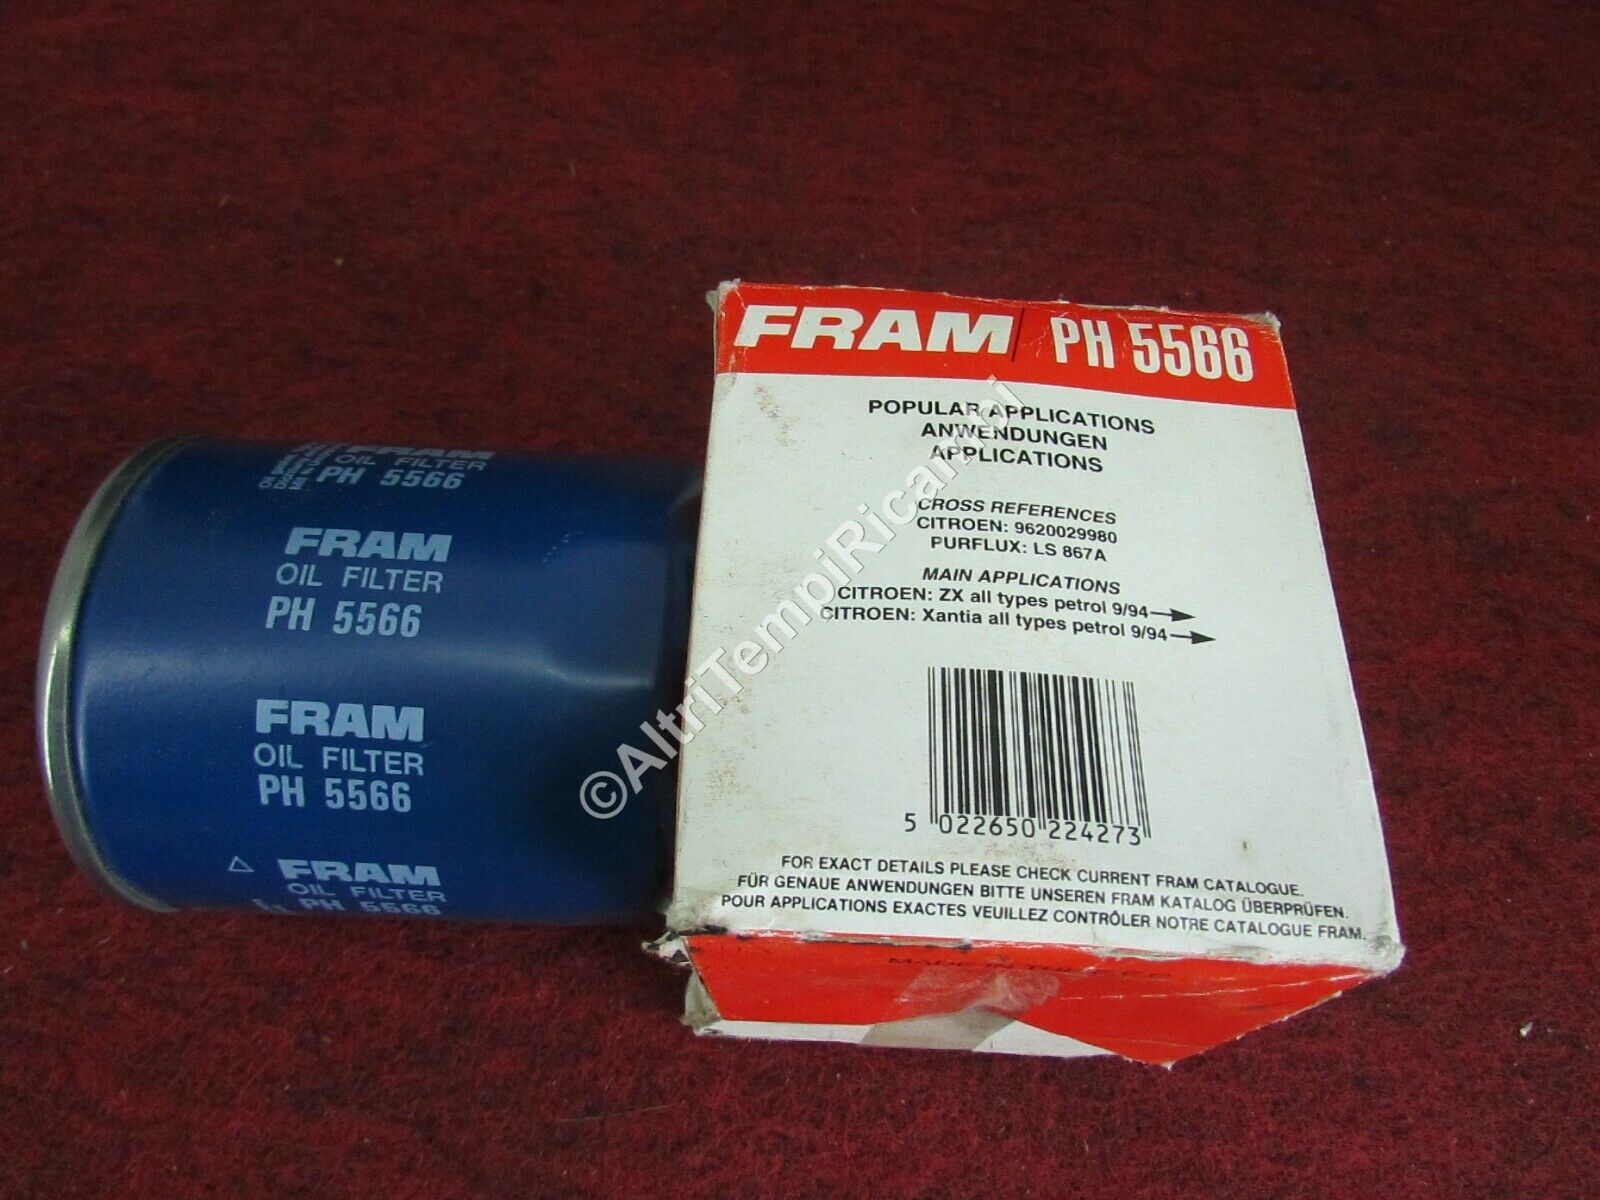 FRAM
OIL FILTER
PH 5566
FRAM
OIL FILTER
PH 5566
FRAM
OIL FILTER
PH 5566
FRAM
OIL FILTER
PH 5566
FRAM / PH 5566
POPULAR APPLICATIONS
ANWENDUNGEN
APPLICATIONS
CROSS REFERENCES
CITROEN: 9620029980
PURFLUX: LS 867A
MAIN APPLICATIONS
CITROEN: ZX all types petrol 9/94
CITROEN: Xantia all types petrol 9/94
5 022650 224273
FOR EXACT DETAILS PLEASE CHECK CURRENT FRAM CATALOGUE.
FÜR GENAUE ANWENDUNGEN BITTE UNSEREN FRAM KATALOG ÜBERPRÜFEN.
POUR APPLICATIONS EXACTES VEUILLEZ CONTRÔLER NOTRE CATALOGUE FRAM.
MADE IN THE E.E.C.
©AltriTempiRicambi